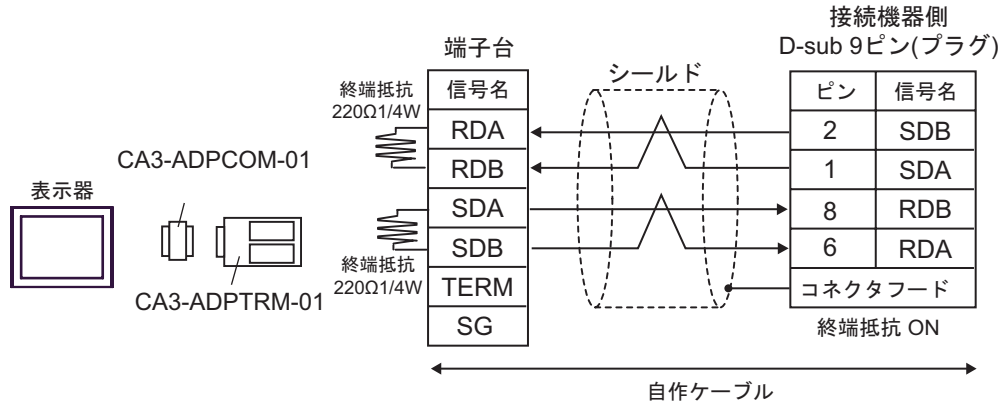 接続機器側
D-sub 9ピン(プラグ)
端子台
シールド
終端抵抗
220Ω1/4W
信号名
ピン 信号名
RDA
2 SDB
CA3-ADPCOM-01
RDB
1 SDA
表示器
SDA
8 RDB
SDB
6 RDA
終端抵抗
220Ω1/4W
CA3-ADPTRM-01
TERM
コネクタフード
SG
終端抵抗 ON
自作ケーブル